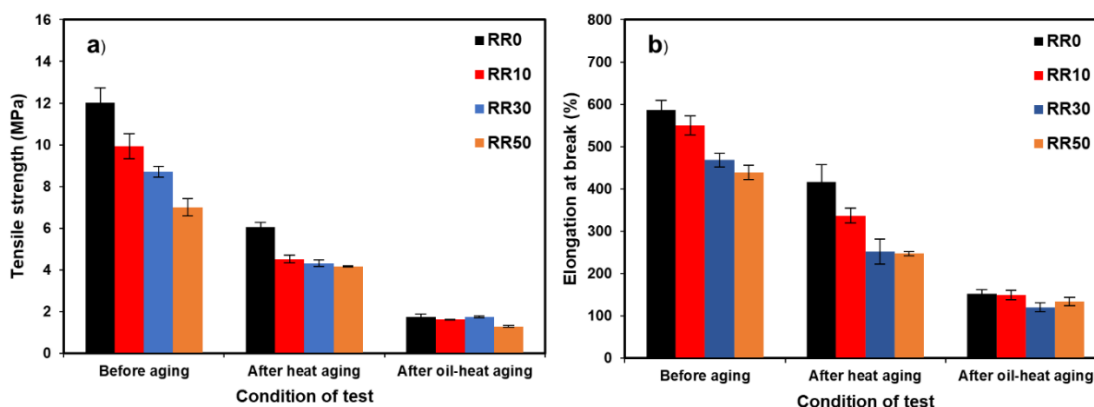 a)
RR0
RR10
RR30
RR50
Tensile strength (MPa)
16
14
12
10
8
6
4
2
0
Before aging
After heat aging
After oil-heat aging
Condition of test
b)
RR0
RR10
RR30
RR50
Elongation at break (%)
800
700
600
500
400
300
200
100
0
Before aging
After heat aging
After oil-heat aging
Condition of test